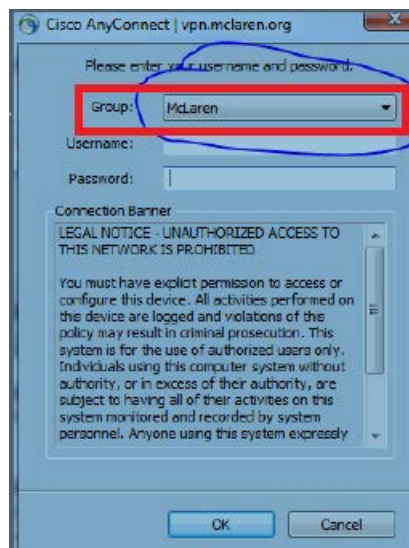 Cisco AnyConnect | vpn.mclaren.org
Please enter your username and password.
Group: McLaren
Username:
Password:
Connection Banner
LEGAL NOTICE - UNAUTHORIZED ACCESS TO
THIS NETWORK IS PROHIBITED
You must have explicit permission to access or
configure this device. All activities performed on
this device are logged and violations of this
policy may result in criminal prosecution. This
system is for the use of authorized users only.
Individuals using this computer system without
authority, or in excess of their authority, are
subject to having all of their activities on this
system monitored and recorded by system
personnel. Anyone using this system expressly
OK Cancel